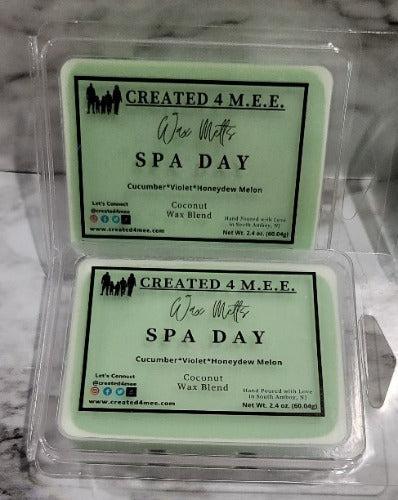 CREATED 4 M.E.E.
Wax Melts
SPA DAY
Cucumber*Violet*Honeydew Melon
Coconut
Wax Blend
Let's Connect
@created4mee
www.created4mee.com
Hand Poured with Love
in South Amboy, NJ
Net Wt. 2.4 oz. (60.04g)
CREATED 4 M.E.E.
Wax Melts
SPA DAY
Cucumber*Violet*Honeydew Melon
Coconut
Wax Blend
Let's Connect
@created4mee
www.created4mee.com
Hand Poured with Love
in South Amboy, NJ
Net Wt. 2.4 oz. (60.04g)